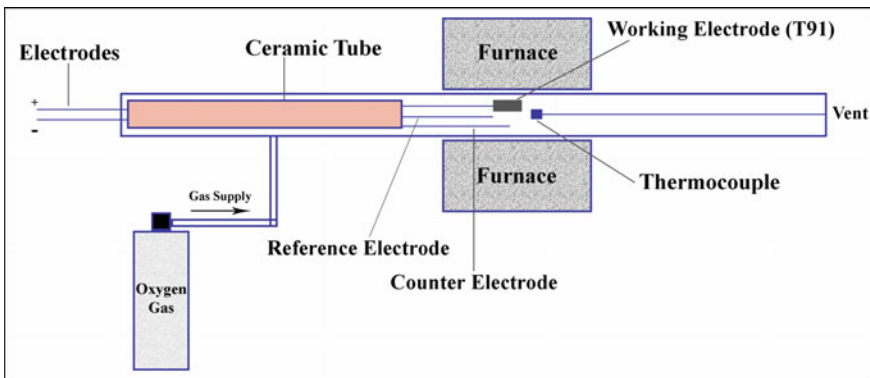 Electrodes
Ceramic Tube
Furnace
Working Electrode (T91)
+
-
Vent
Furnace
Thermocouple
Gas Supply
Reference Electrode
Counter Electrode
Oxygen
Gas